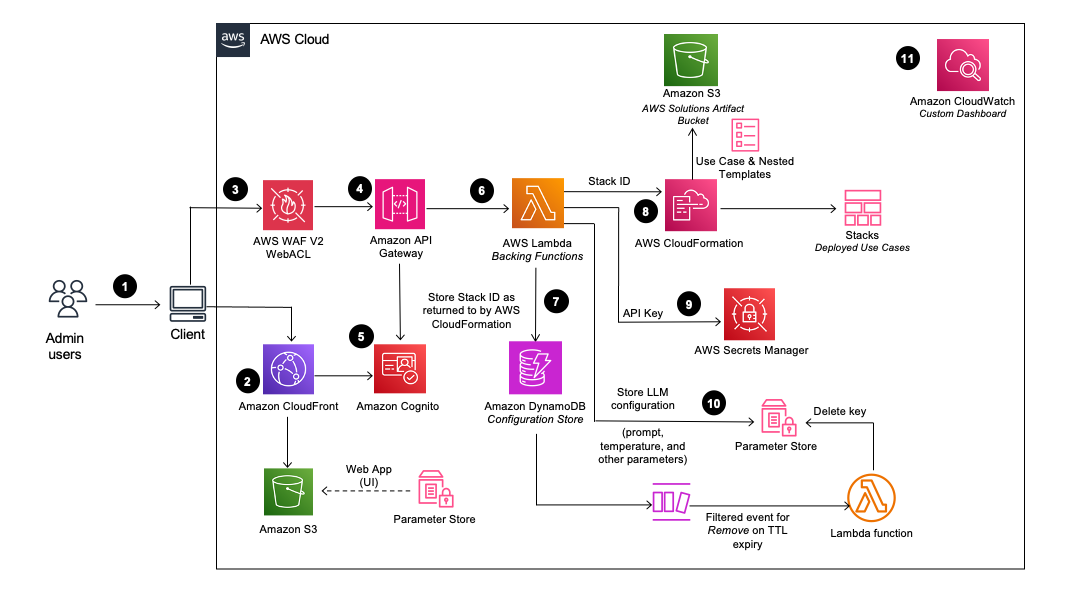 aws
AWS Cloud
11
Amazon S3
AWS Solutions Artifact
Bucket
Amazon CloudWatch
Custom Dashboard
Use Case & Nested
Templates
3
4
6
Stack ID
8
AWS WAF V2
WebACL
Amazon API
Gateway
AWS Lambda
Backing Functions
AWS CloudFormation
Stacks
Deployed Use Cases
1
Admin
users
Client
Store Stack ID as
returned to by AWS
CloudFormation
7
API Key
9
AWS Secrets Manager
5
2
Amazon CloudFront
Amazon Cognito
Amazon DynamoDB
Configuration Store
Store LLM
configuration
10
(prompt,
temperature, and
other parameters)
Parameter Store
Delete key
Web App
(UI)
Amazon S3
Parameter Store
Filtered event for
Remove on TTL
expiry
Lambda function